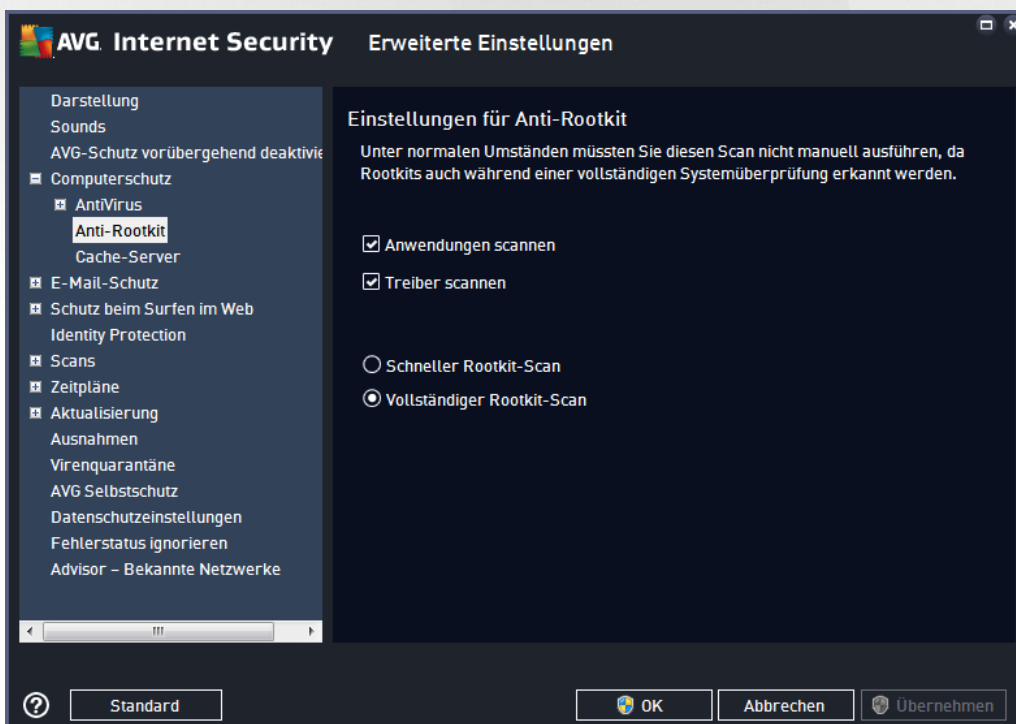 AVG. Internet Security Erweiterte Einstellungen
Darstellung
Sounds
AVG-Schutz vorübergehend deaktivie
Computerschutz
AntiVirus
Anti-Rootkit
Cache-Server
E-Mail-Schutz
Schutz beim Surfen im Web
Identity Protection
Scans
Zeitpläne
Aktualisierung
Ausnahmen
Virenquarantäne
AVG Selbstschutz
Datenschutzeinstellungen
Fehlerstatus ignorieren
Advisor – Bekannte Netzwerke
Einstellungen für Anti-Rootkit
Unter normalen Umständen müssten Sie diesen Scan nicht manuell ausführen, da
Rootkits auch während einer vollständigen Systemüberprüfung erkannt werden.
Anwendungen scannen
Treiber scannen
Schneller Rootkit-Scan
Vollständiger Rootkit-Scan
Standard
OK
Abbrechen
Übernehmen